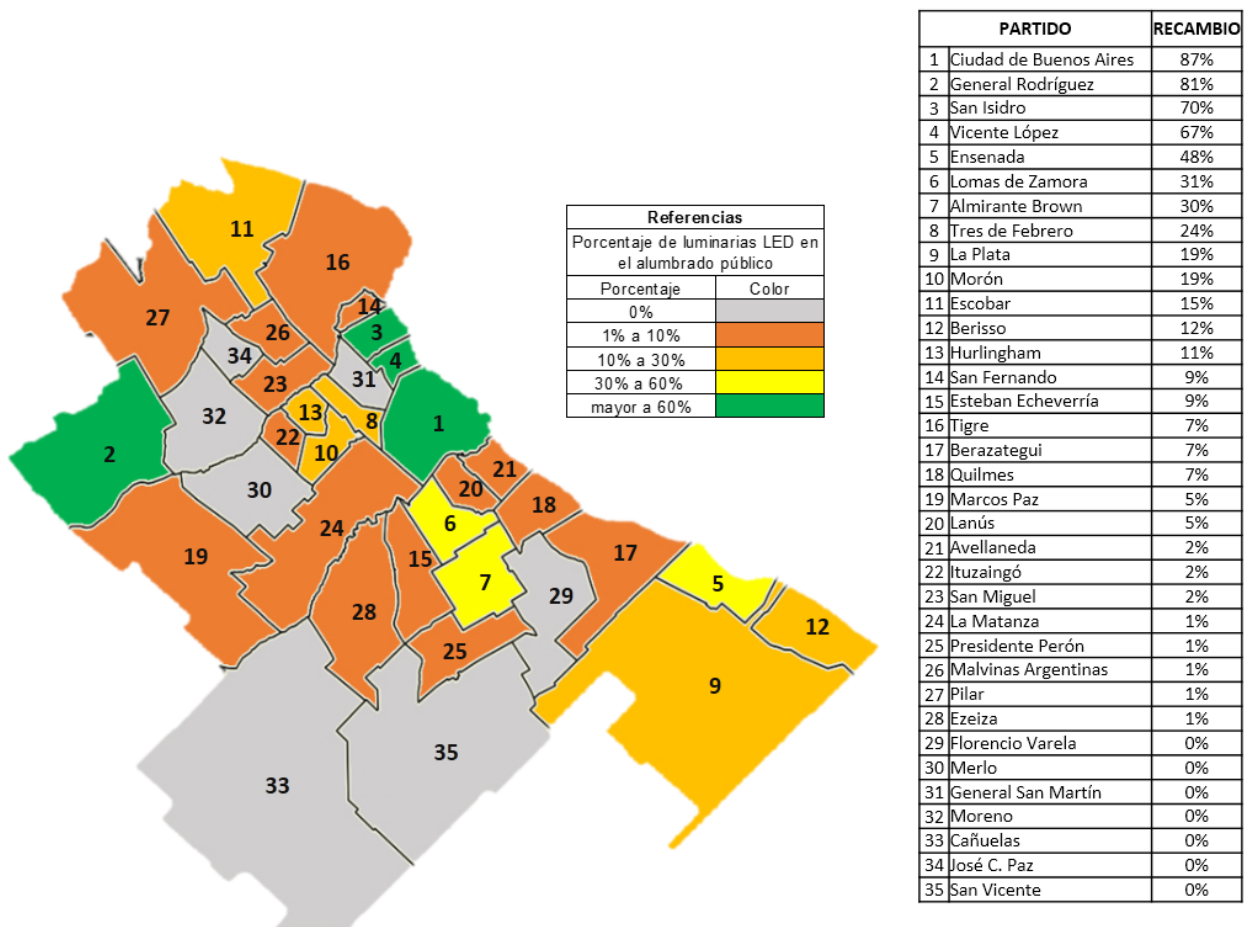 PARTIDO RECAMBIO
1 Ciudad de Buenos Aires 87%
2 General Rodríguez 81%
3 San Isidro 70%
4 Vicente López 67%
5 Ensenada 48%
6 Lomas de Zamora 31%
7 Almirante Brown 30%
8 Tres de Febrero 24%
9 La Plata 19%
10 Morón 19%
11 Escobar 15%
12 Berisso 12%
13 Hurlingham 11%
14 San Fernando 9%
15 Esteban Echeverría 9%
16 Tigre 7%
17 Berazategui 7%
18 Quilmes 7%
19 Marcos Paz 5%
20 Lanús 5%
21 Avellaneda 2%
22 Ituzaingó 2%
23 San Miguel 2%
24 La Matanza 1%
25 Presidente Perón 1%
26 Malvinas Argentinas 1%
27 Pilar 1%
28 Ezeiza 1%
29 Florencio Varela 0%
30 Merlo 0%
31 General San Martín 0%
32 Moreno 0%
33 Cañuelas 0%
34 José C. Paz 0%
35 San Vicente 0%
Referencias
Porcentaje de luminarias LED en
el alumbrado público
Porcentaje Color
0%
1% a 10%
10% a 30%
30% a 60%
mayor a 60%
11
16
27
14
26
3
34
4
31
23
32
13
8
1
22
10
2
30
21
20
18
6
24
19
15
17
7
5
29
28
12
25
9
35
33